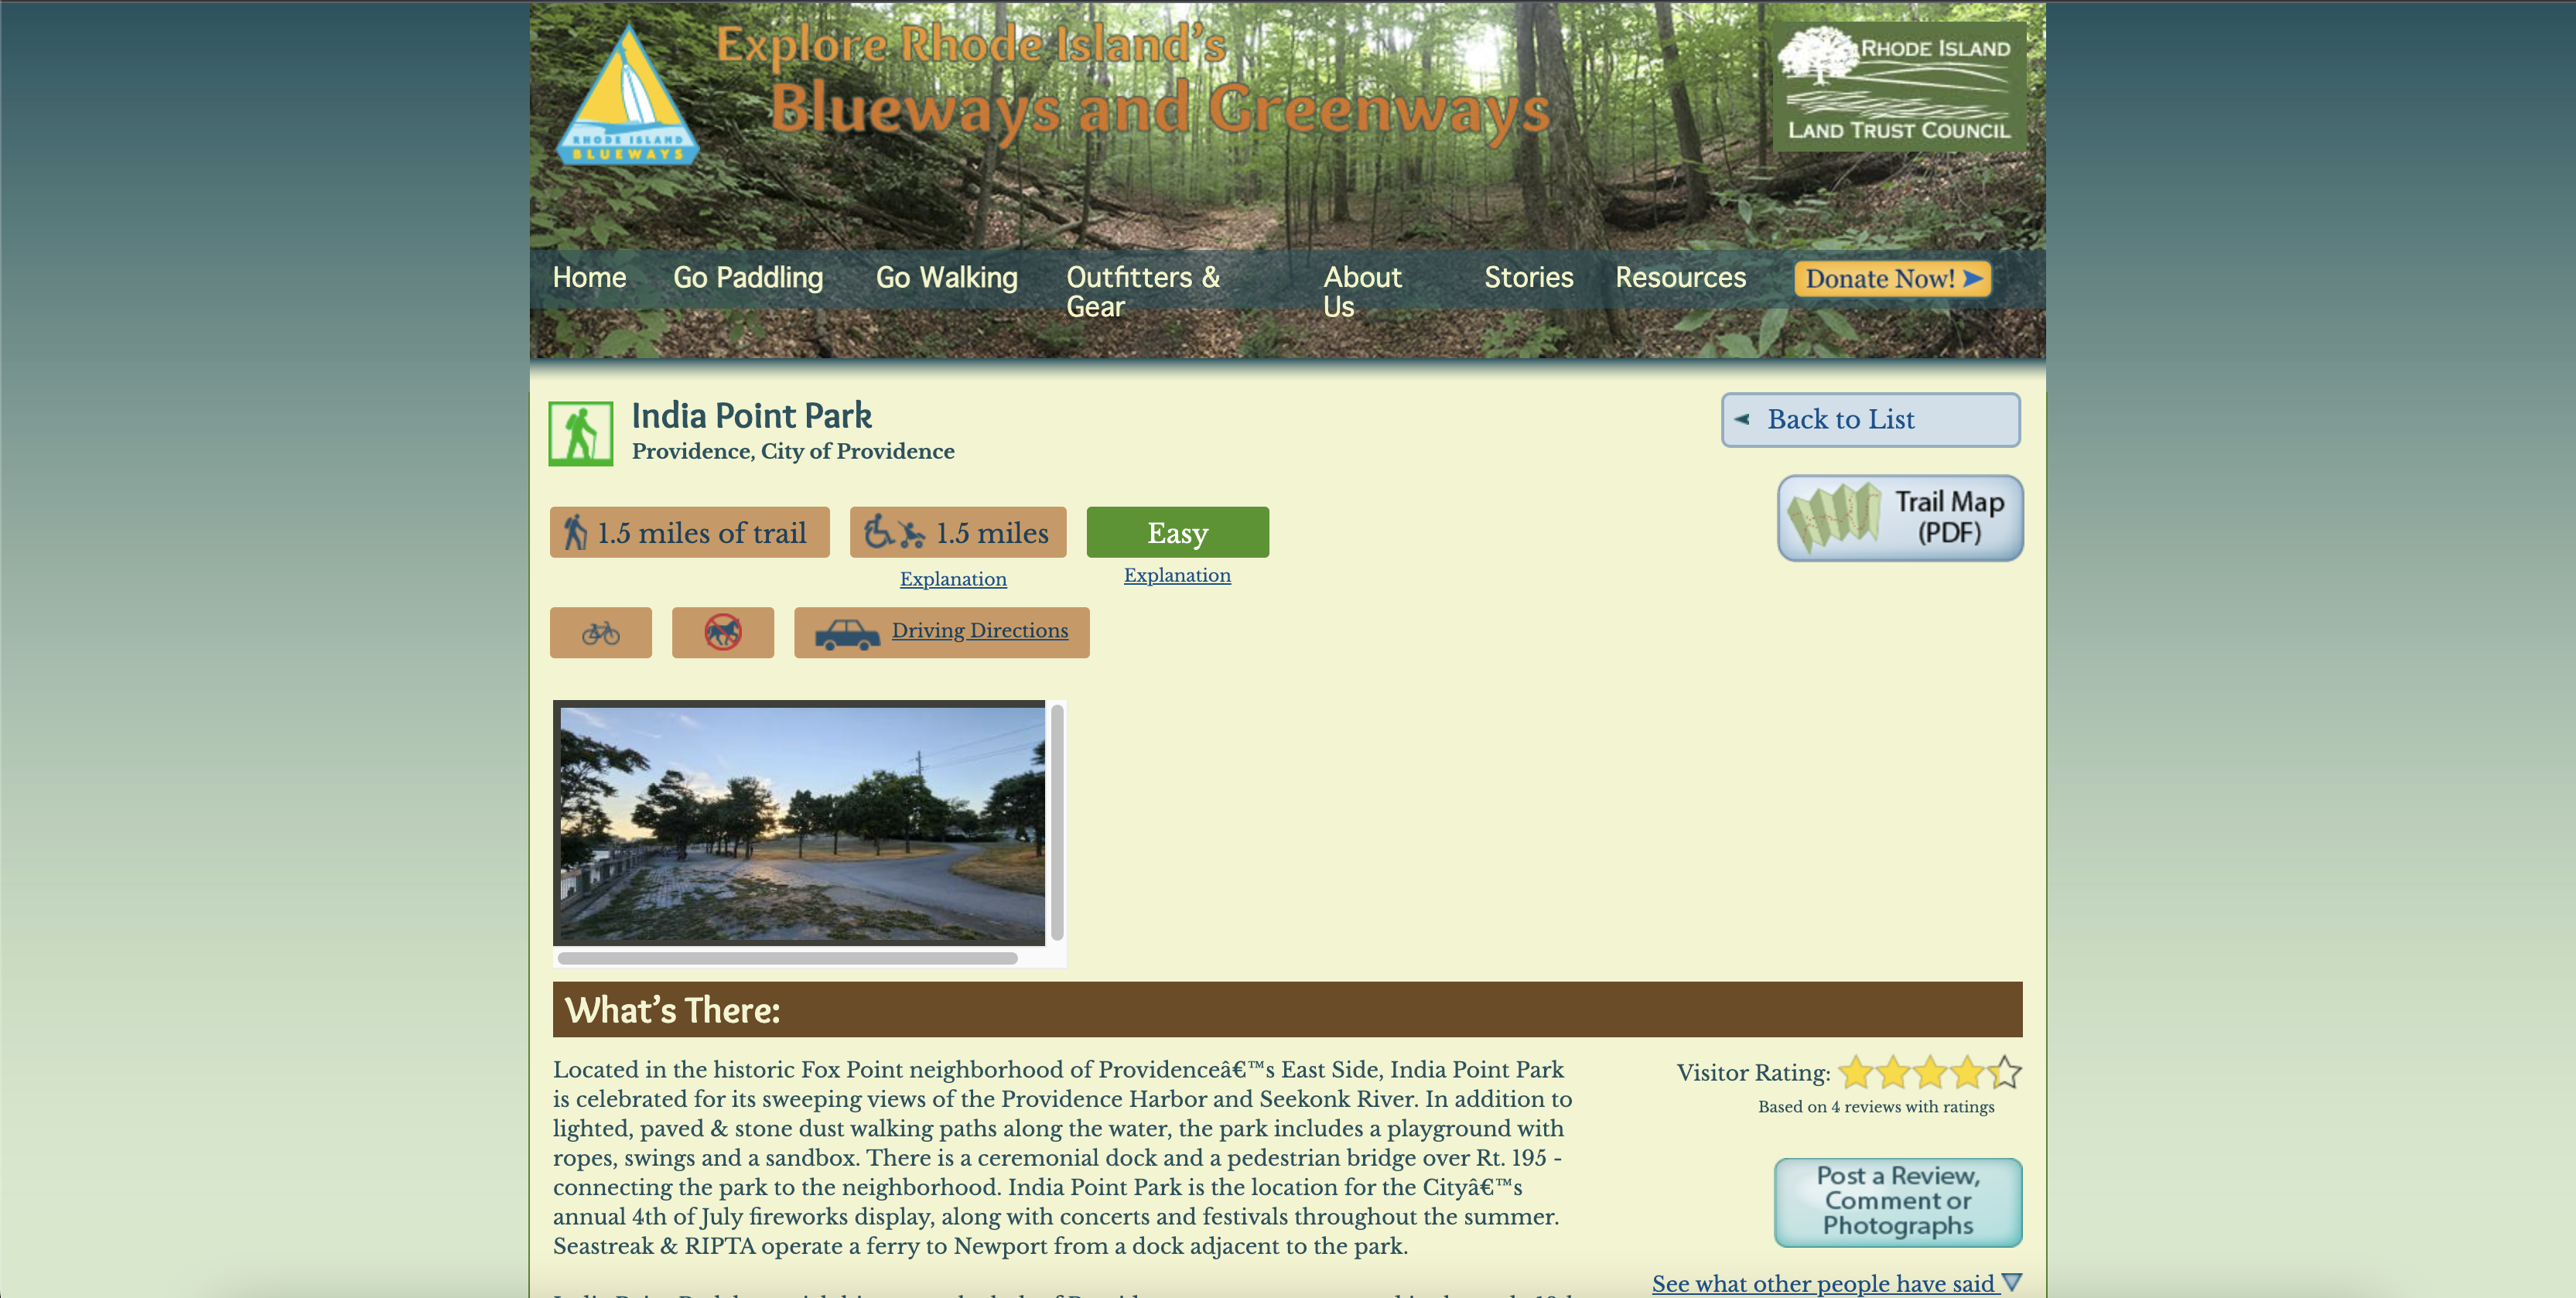 Explore Rhode Island's
Blueways and Greenways
RHODE ISLAND
BLUEWAYS
RHODE ISLAND
LAND TRUST COUNCIL
Home
Go Paddling
Go Walking
Outfitters &
Gear
About
Us
Stories
Resources
Donate Now!
India Point Park
Providence, City of Providence
Back to List
Trail Map
(PDF)
1.5 miles of trail
1.5 miles
Easy
Explanation
Explanation
Driving Directions
What's There:
Located in the historic Fox Point neighborhood of Providenceâ€™s East Side, India Point Park
is celebrated for its sweeping views of the Providence Harbor and Seekonk River. In addition to
lighted, paved & stone dust walking paths along the water, the park includes a playground with
ropes, swings and a sandbox. There is a ceremonial dock and a pedestrian bridge over Rt. 195 -
connecting the park to the neighborhood. India Point Park is the location for the Cityâ€™s
annual 4th of July fireworks display, along with concerts and festivals throughout the summer.
Seastreak & RIPTA operate a ferry to Newport from a dock adjacent to the park.
Visitor Rating:
Based on 4 reviews with ratings
Post a Review,
Comment or
Photographs
See what other people have said